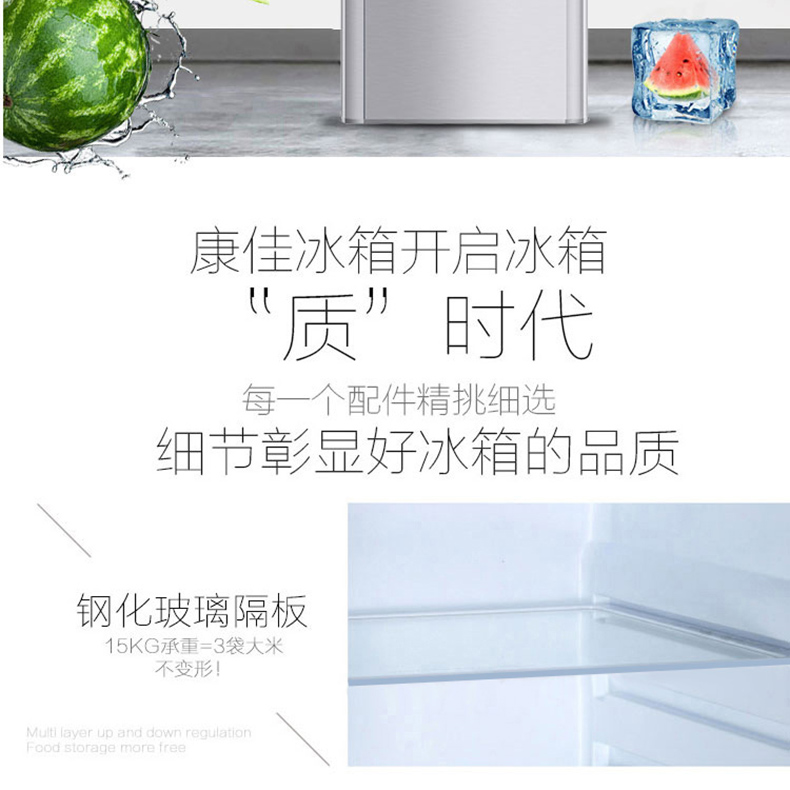 康佳冰箱开启冰箱
“质” 时代
每一个配件精挑细选
细节彰显好冰箱的品质
钢化玻璃隔板
15KG承重=3袋大米
不变形!
Multi layer up and down regulation
Food storage more free